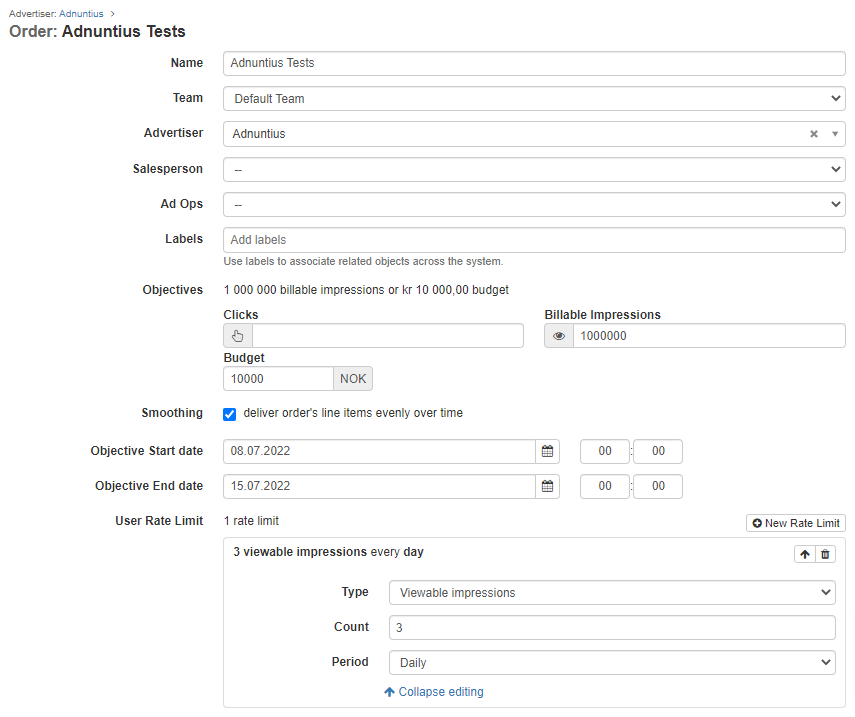 Advertiser: Adnuntius >
Order: Adnuntius Tests
Name Adnuntius Tests
Team Default Team
Advertiser Adnuntius
Salesperson --
Ad Ops --
Labels Add labels
Use labels to associate related objects across the system.
Objectives 1 000 000 billable impressions or kr 10 000,00 budget
Clicks Billable Impressions
1000000
Budget
10000 NOK
Smoothing deliver order's line items evenly over time
Objective Start date 08.07.2022 00 : 00
Objective End date 15.07.2022 00 : 00
User Rate Limit 1 rate limit New Rate Limit
3 viewable impressions every day
Type Viewable impressions
Count 3
Period Daily
Collapse editing